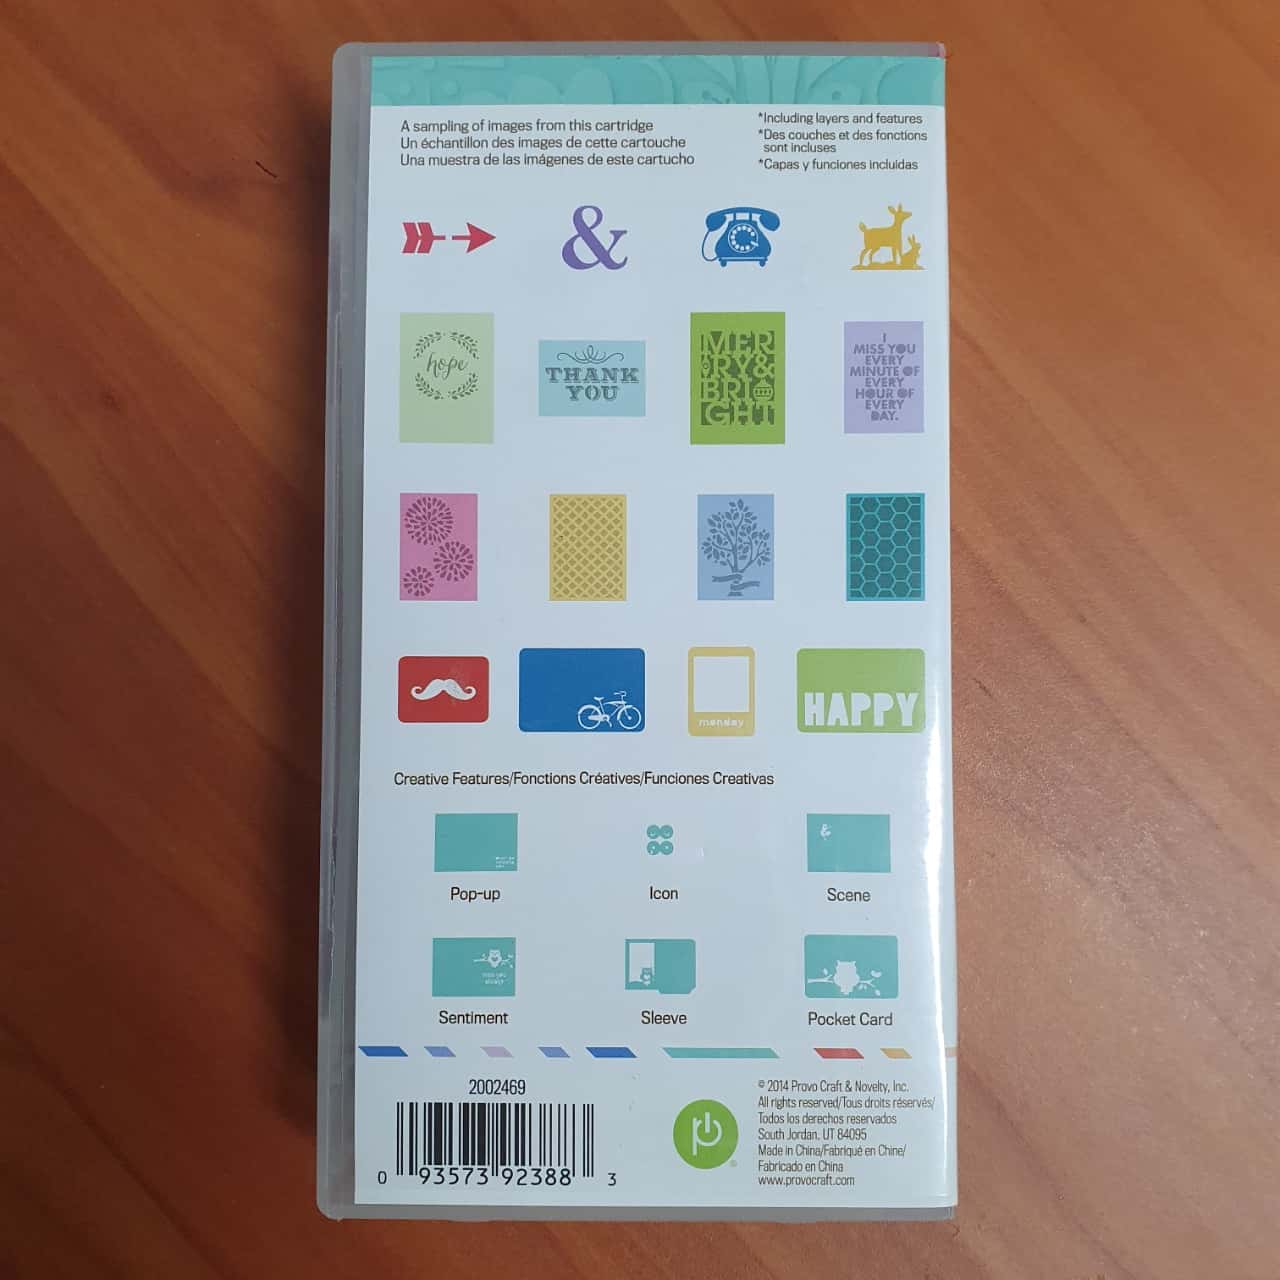 A sampling of images from this cartridge
Un échantillon des images de cette cartouche
Una muestra de las imágenes de este cartucho
*Including layers and features
*Des couches et des fonctions
sont incluses
*Capas y funciones incluidas
&
hope
THANK
YOU
MER
RY&
BRI
GHT
I
MISS YOU
EVERY
MINUTE OF
EVERY
HOUR OF
EVERY
DAY.
monday
HAPPY
Creative Features/Fonctions Créatives/Funciones Creativas
&
Pop-up
Icon
Scene
Sentiment
Sleeve
Pocket Card
2002469
0 93573 92388 3
© 2014 Provo Craft & Novelty, Inc.
All rights reserved/Tous droits réservés/
Todos los derechos reservados
South Jordan, UT 84095
Made in China/Fabriqué en Chine/
Fabricado en China
www.provocraft.com
®